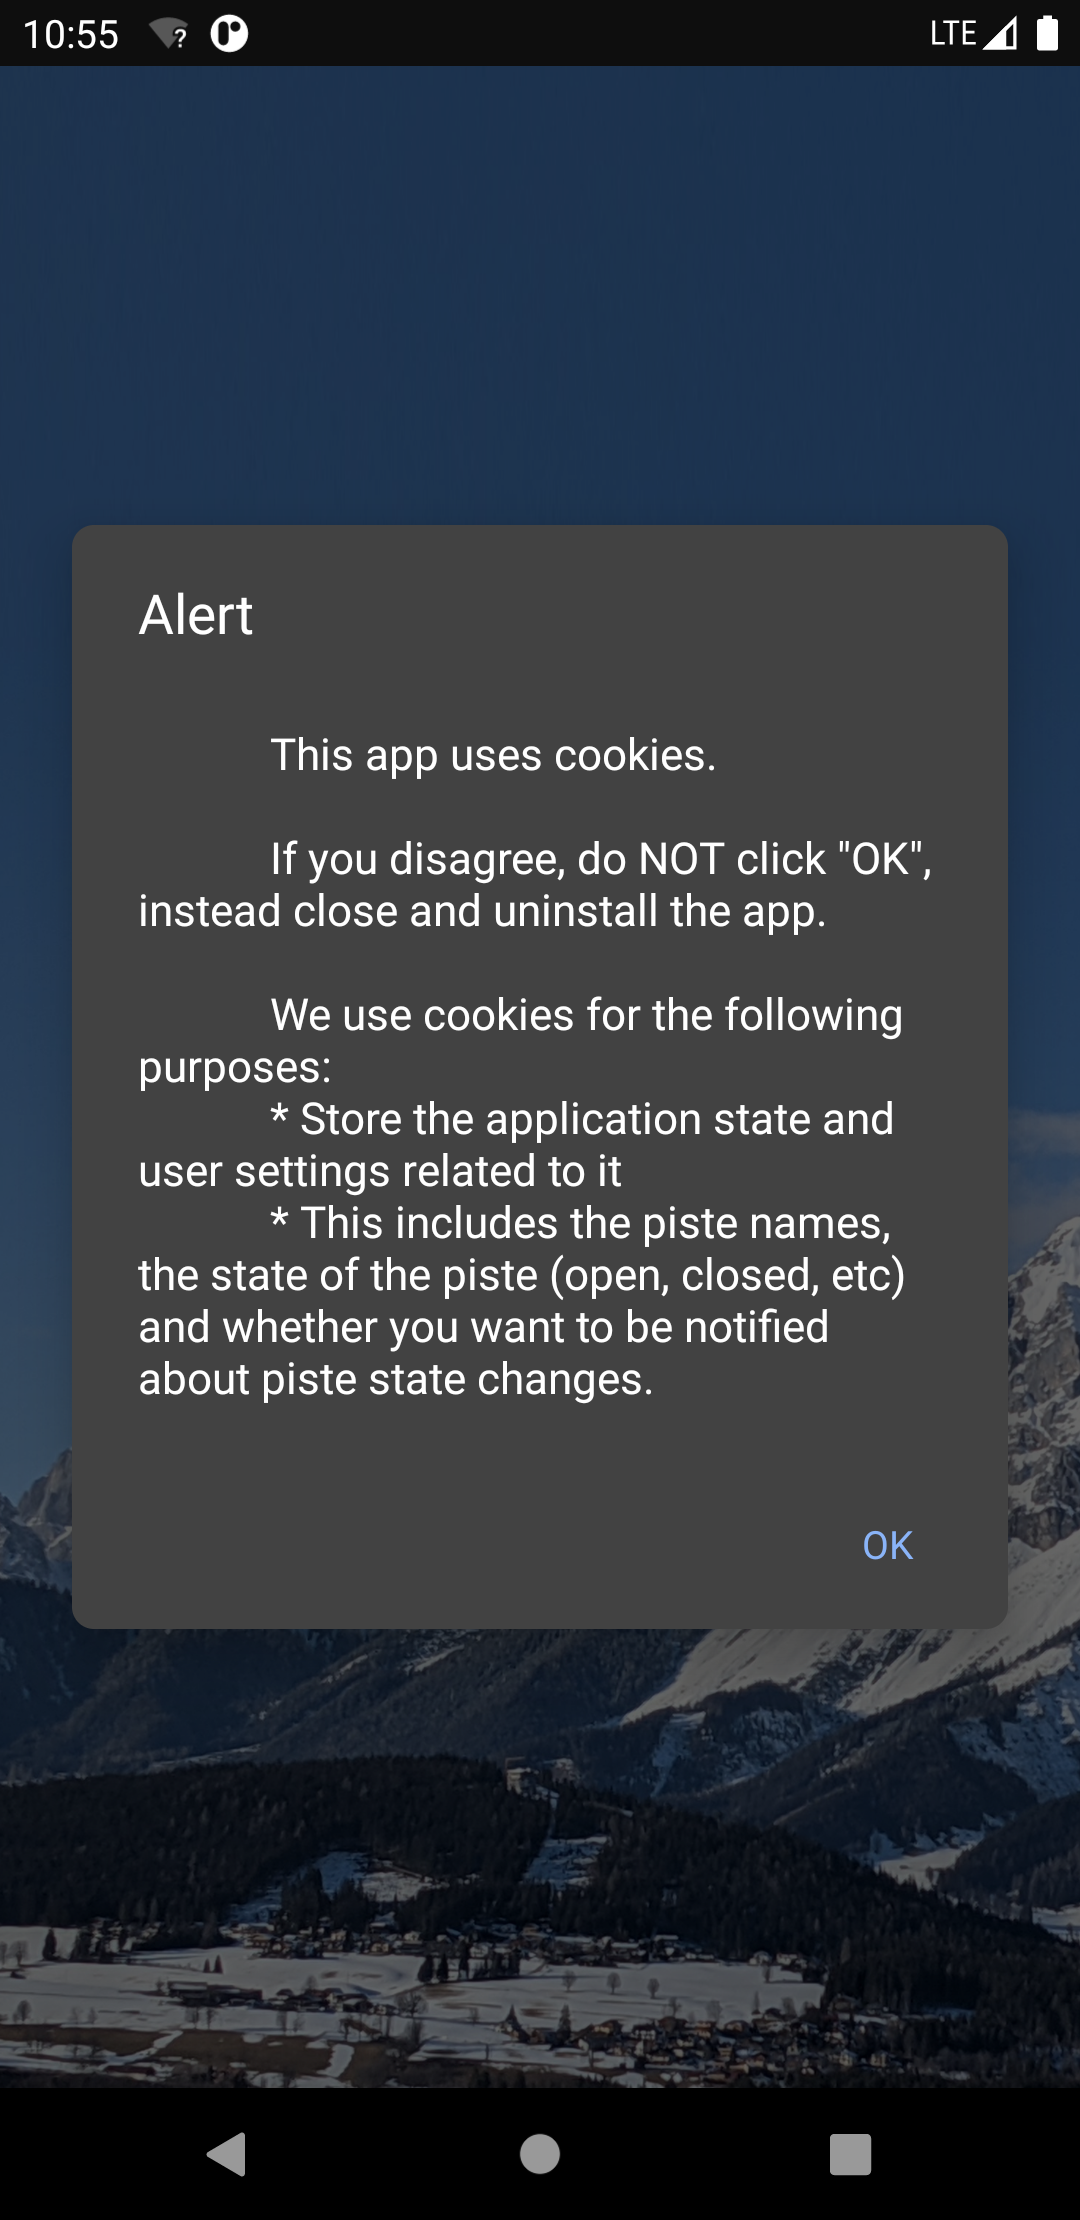 10:55
LTE
Alert
This app uses cookies.
If you disagree, do NOT click "OK",
instead close and uninstall the app.
We use cookies for the following
purposes:
* Store the application state and
user settings related to it
* This includes the piste names,
the state of the piste (open, closed, etc)
and whether you want to be notified
about piste state changes.
OK